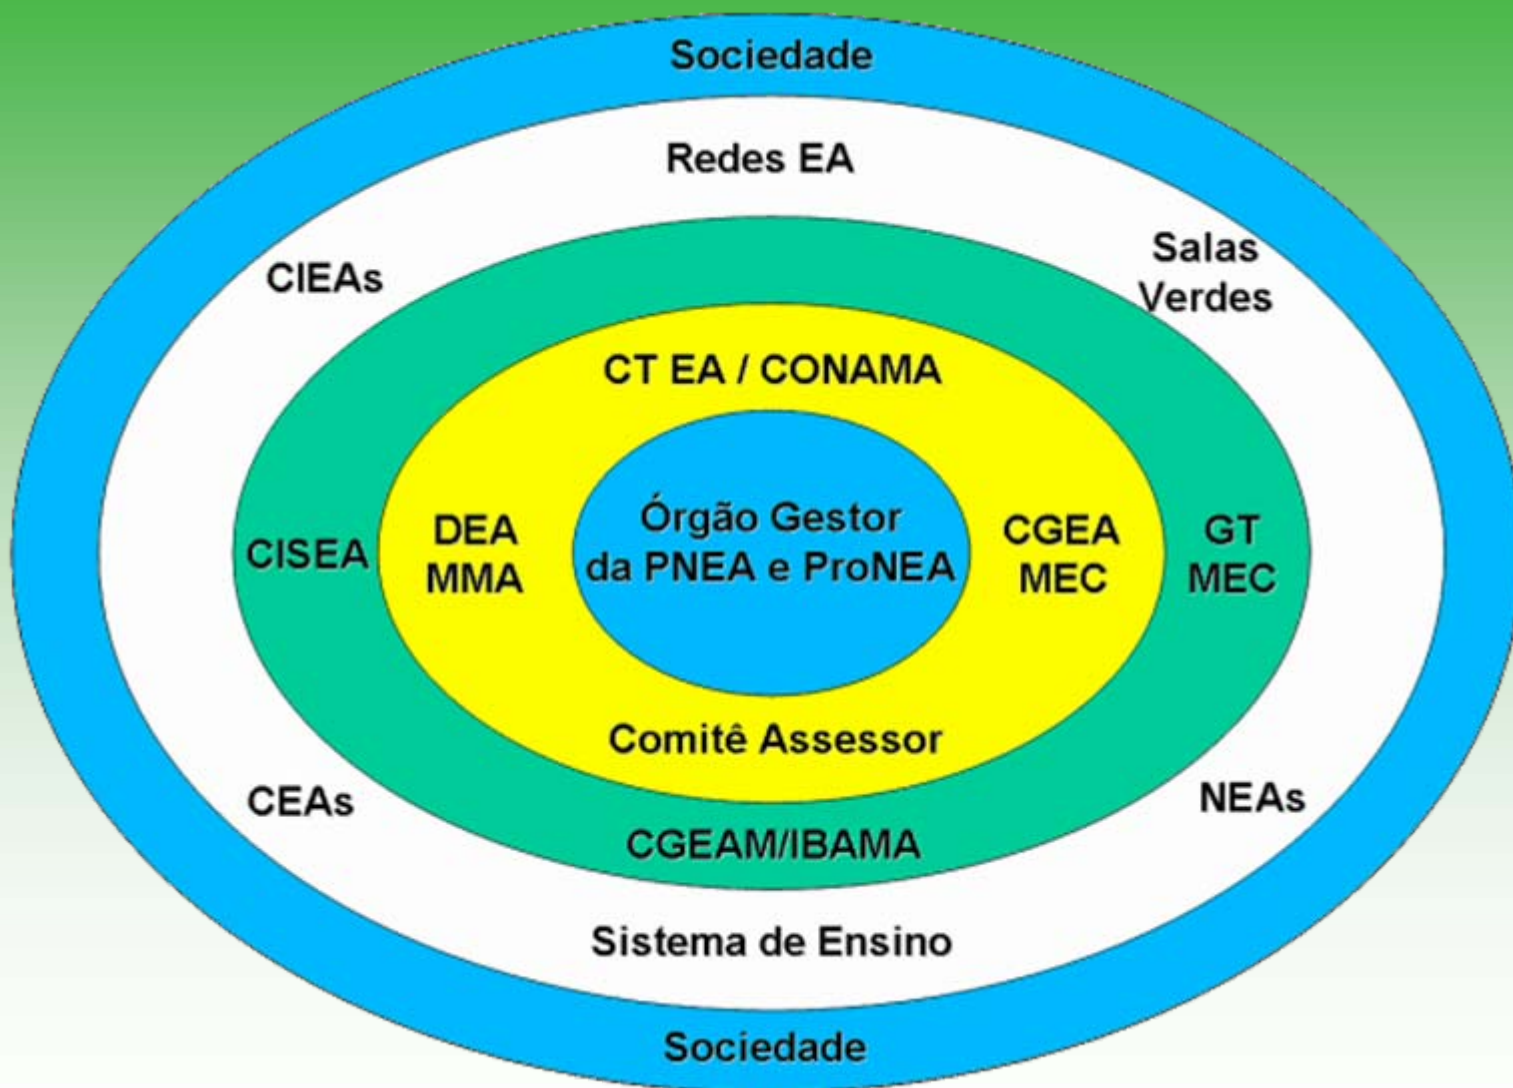 Sociedade
Redes EA
CIEAs
Salas
Verdes
CT EA / CONAMA
CISEA
DEA
MMA
Órgão Gestor
da PNEA e ProNEA
CGEA
MEC
GT
MEC
Comitê Assessor
CEAs
NEAs
CGEAM/IBAMA
Sistema de Ensino
Sociedade